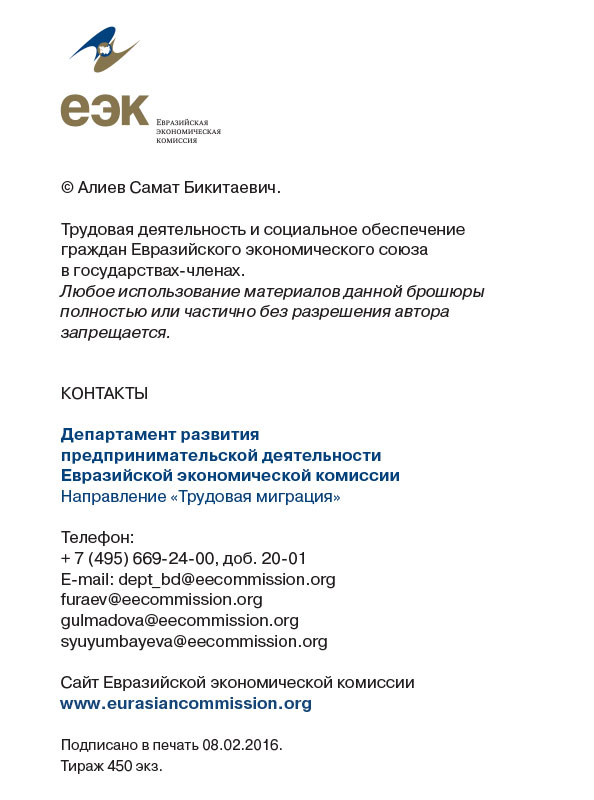 еэк
Евразийская
экономическая
комиссия
© Алиев Самат Бикитаевич.
Трудовая деятельность и социальное обеспечение
граждан Евразийского экономического союза
в государствах-членах.
Любое использование материалов данной брошюры
полностью или частично без разрешения автора
запрещается.
КОНТАКТЫ
Департамент развития
предпринимательской деятельности
Евразийской экономической комиссии
Направление «Трудовая миграция»
Телефон:
+ 7 (495) 669-24-00, доб. 20-01
E-mail: dept_bd@eecommission.org
furaev@eecommission.org
gulmadova@eecommission.org
syuyumbayeva@eecommission.org
Сайт Евразийской экономической комиссии
www.eurasiancommission.org
Подписано в печать 08.02.2016.
Тираж 450 экз.